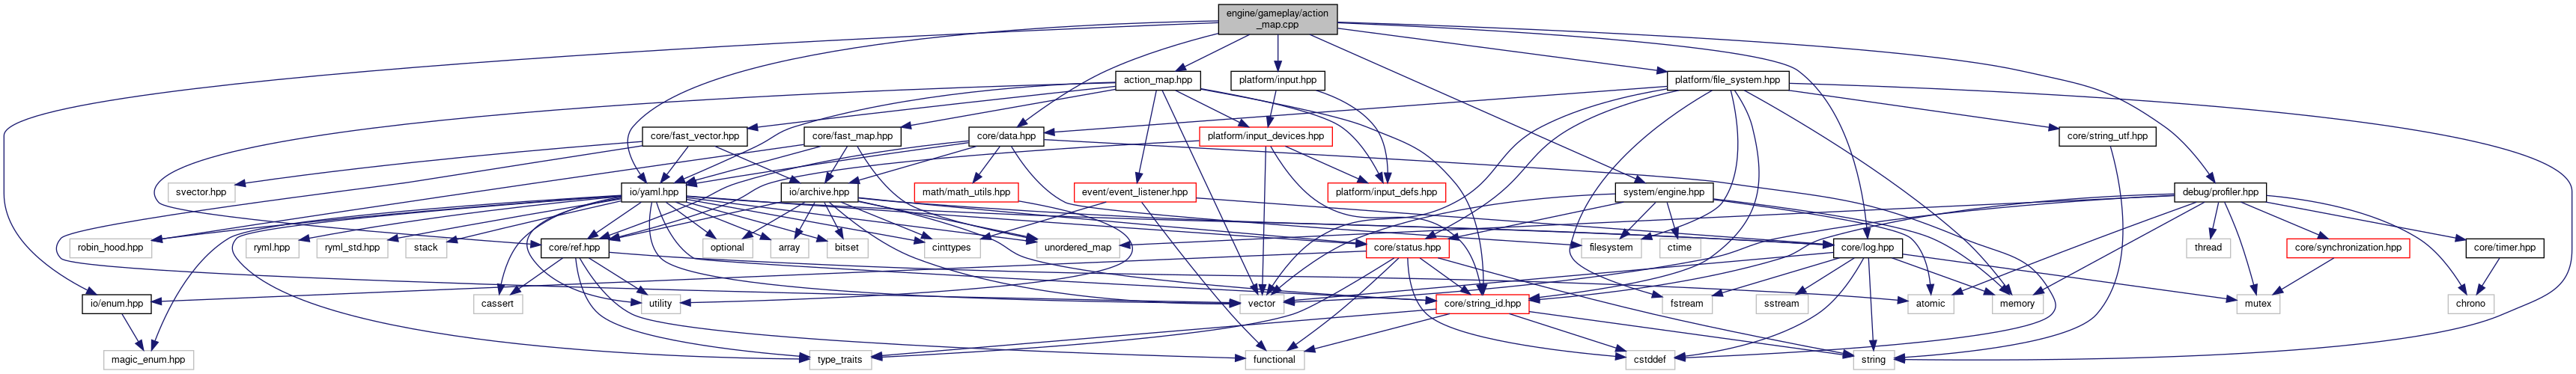 engine/gameplay/action
_map.cpp
action_map.hpp
platform/input.hpp
platform/file_system.hpp
core/fast_vector.hpp
core/fast_map.hpp
core/data.hpp
platform/input_devices.hpp
core/string_utf.hpp
svector.hpp
io/yaml.hpp
io/archive.hpp
math/math_utils.hpp
event/event_listener.hpp
platform/input_defs.hpp
system/engine.hpp
debug/profiler.hpp
robin_hood.hpp
ryml.hpp
ryml_std.hpp
stack
core/ref.hpp
optional
array
bitset
cinttypes
unordered_map
core/status.hpp
filesystem
ctime
core/log.hpp
thread
core/synchronization.hpp
core/timer.hpp
io/enum.hpp
cassert
utility
vector
core/string_id.hpp
fstream
sstream
atomic
memory
mutex
chrono
magic_enum.hpp
type_traits
functional
cstddef
string